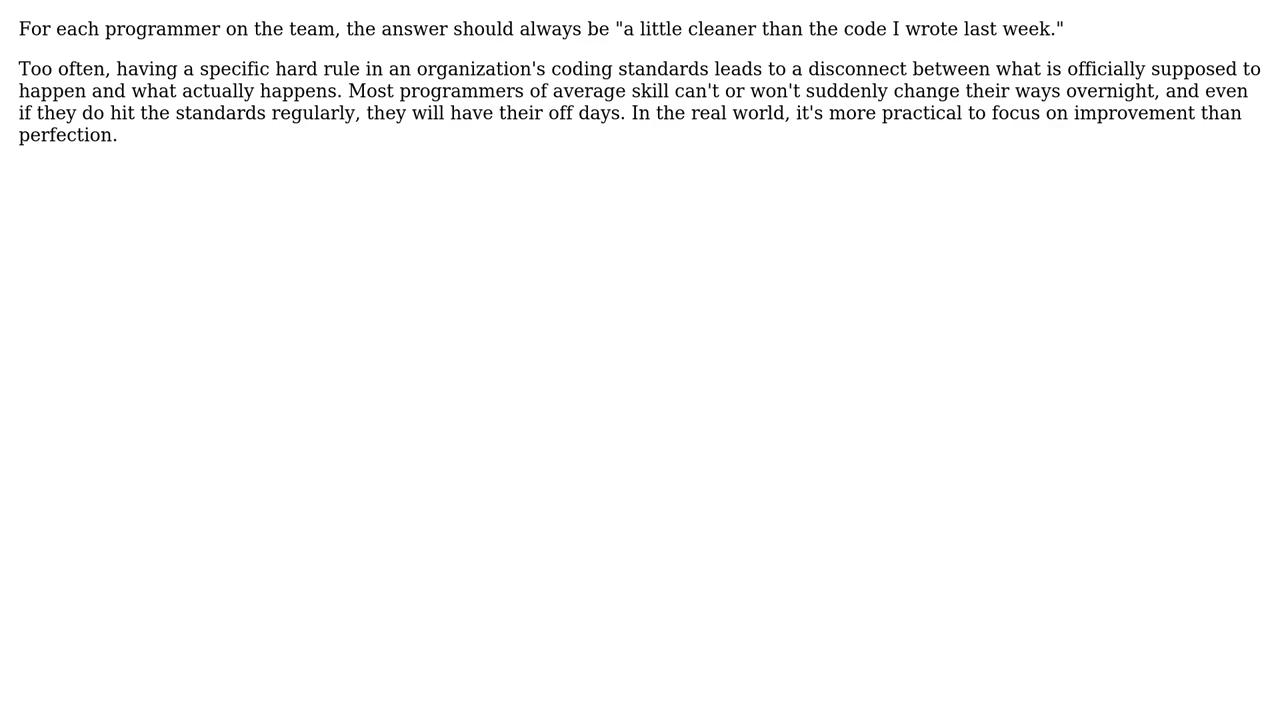 For each programmer on the team, the answer should always be "a little cleaner than the code I wrote last week."
Too often, having a specific hard rule in an organization's coding standards leads to a disconnect between what is officially supposed to
happen and what actually happens. Most programmers of average skill can't or won't suddenly change their ways overnight, and even
if they do hit the standards regularly, they will have their off days. In the real world, it's more practical to focus on improvement than
perfection.